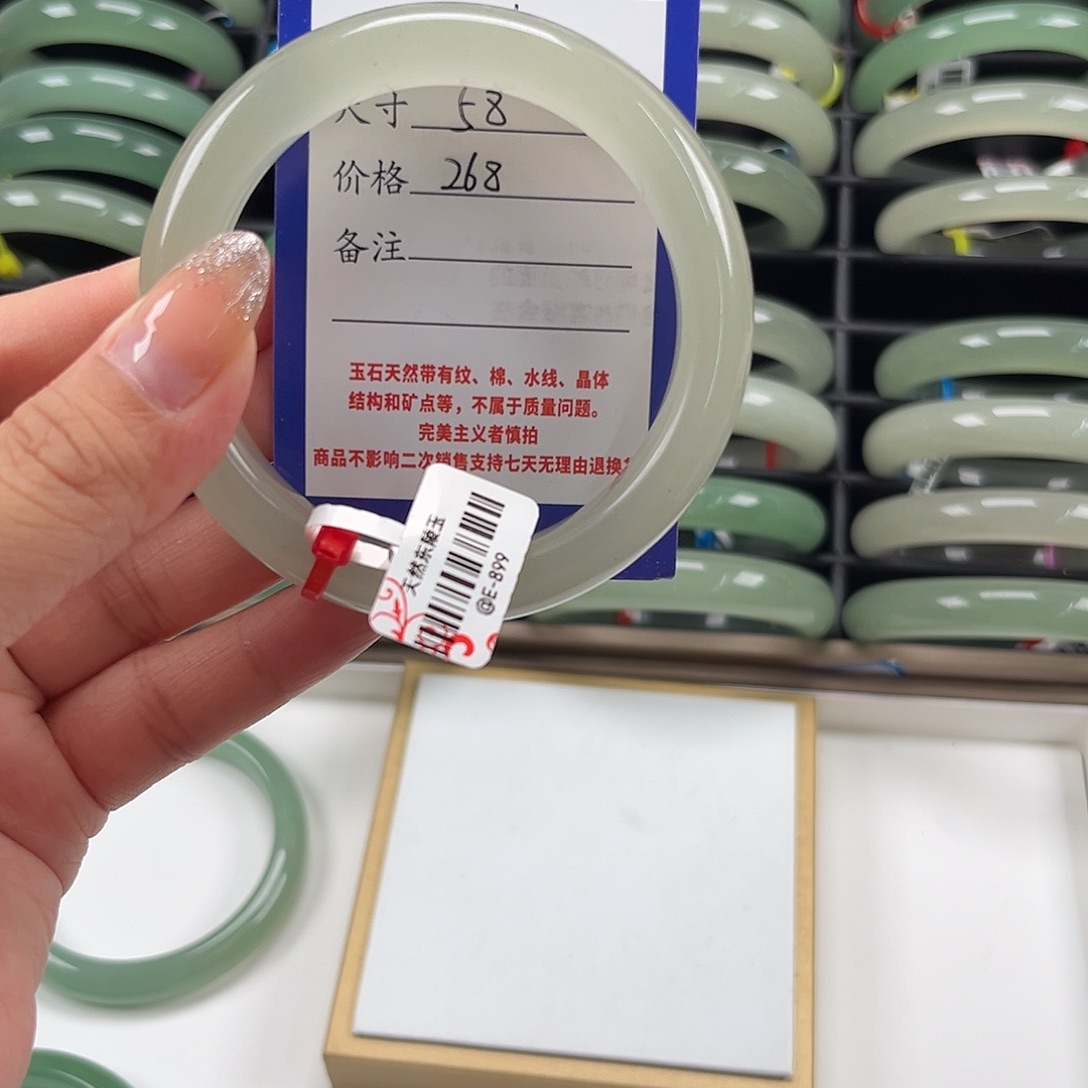 尺寸 58
价格 268
备注
玉石天然带有纹、棉、水线、晶体
结构和矿点等，不属于质量问题。
完美主义者慎拍
商品不影响二次销售支持七天无理由退换
天然东陵玉
@E-899